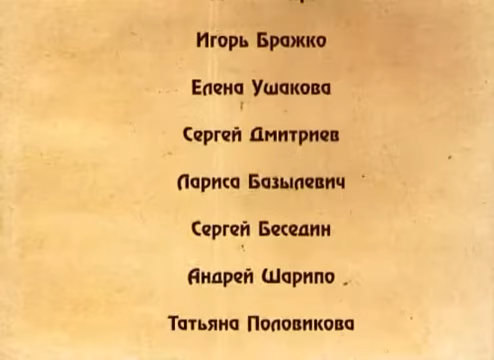 Игорь Бражко
Елена Ушакова
Сергей Дмитриев
Лариса Базылевич
Сергей Беседин
Андрей Шарипо
Татьяна Половикова